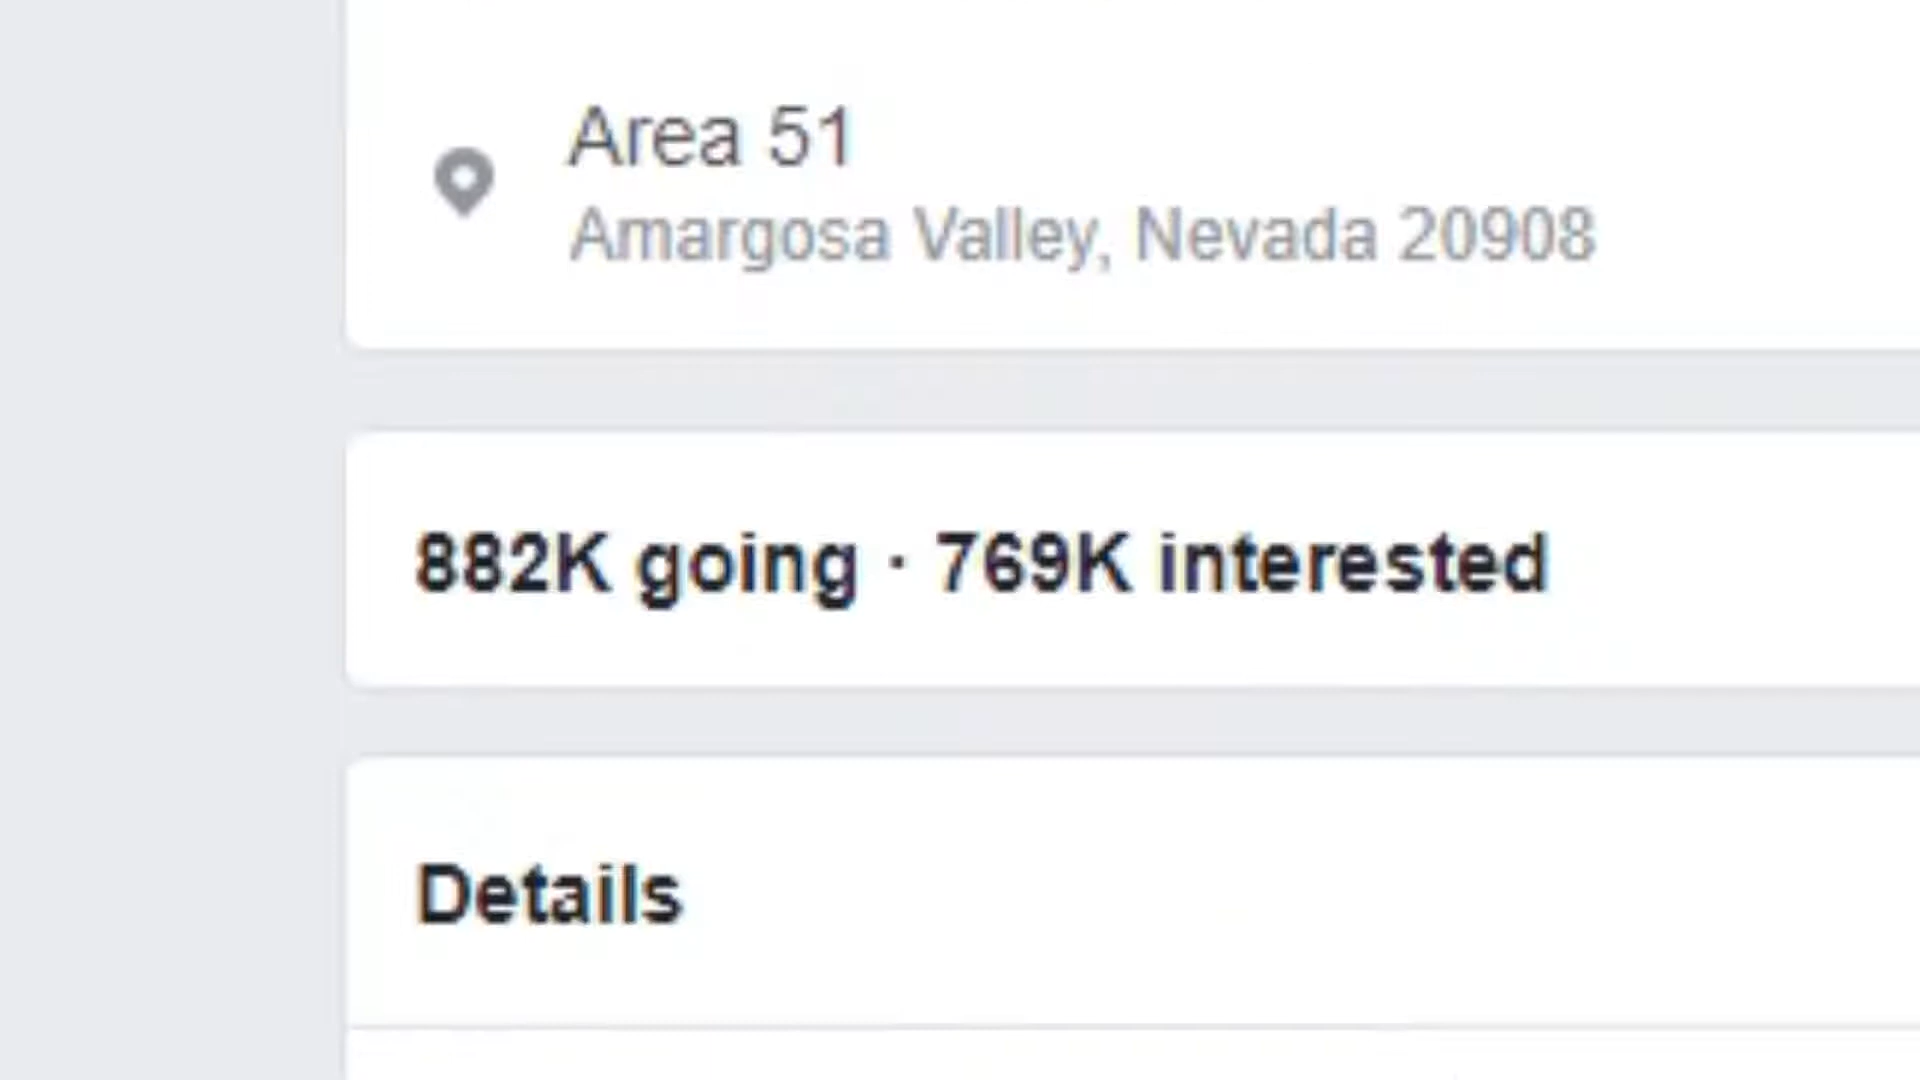 Area 51
Amargosa Valley, Nevada 20908
882K going · 769K interested
Details